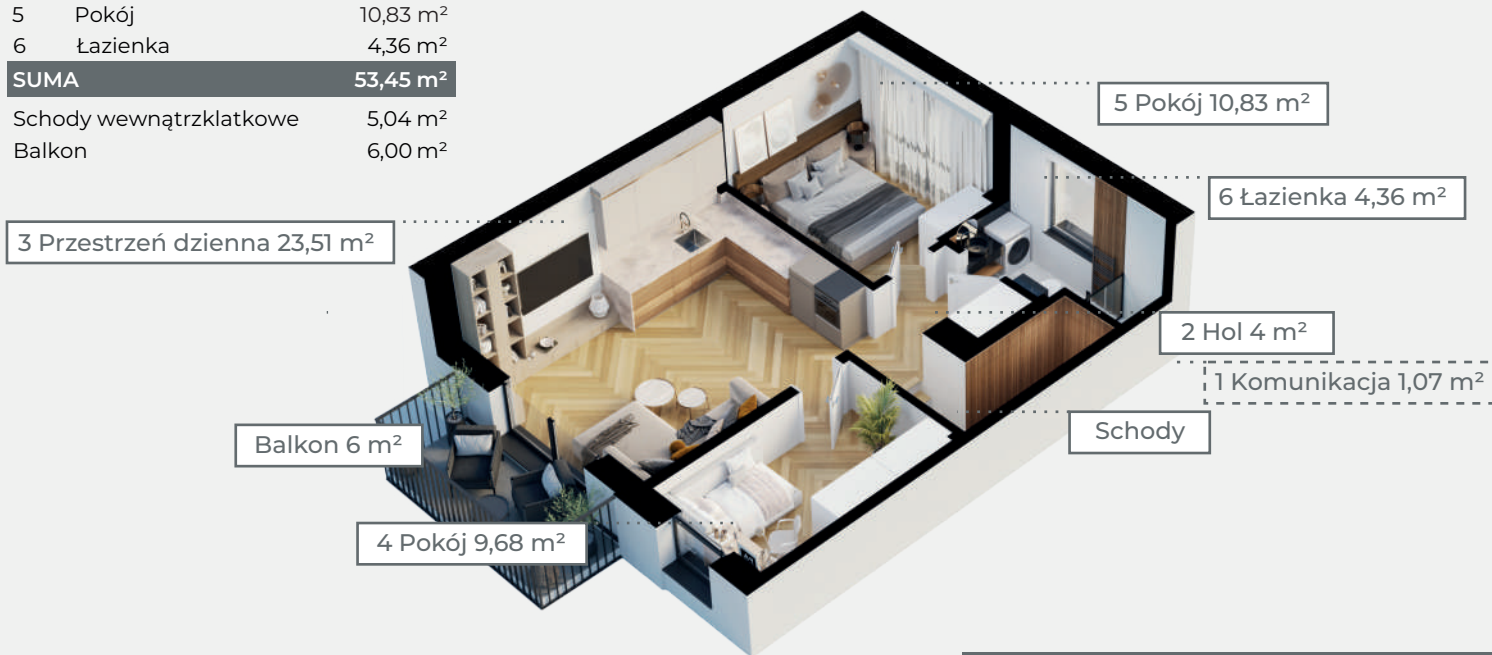 5 Pokój 10,83 m²
6 Łazienka 4,36 m²
SUMA 53,45 m²
Schody wewnątrzklatkowe 5,04 m²
Balkon 6,00 m²
5 Pokój 10,83 m²
6 Łazienka 4,36 m²
3 Przestrzeń dzienna 23,51 m²
2 Hol 4 m²
1 Komunikacja 1,07 m²
Schody
Balkon 6 m²
4 Pokój 9,68 m²